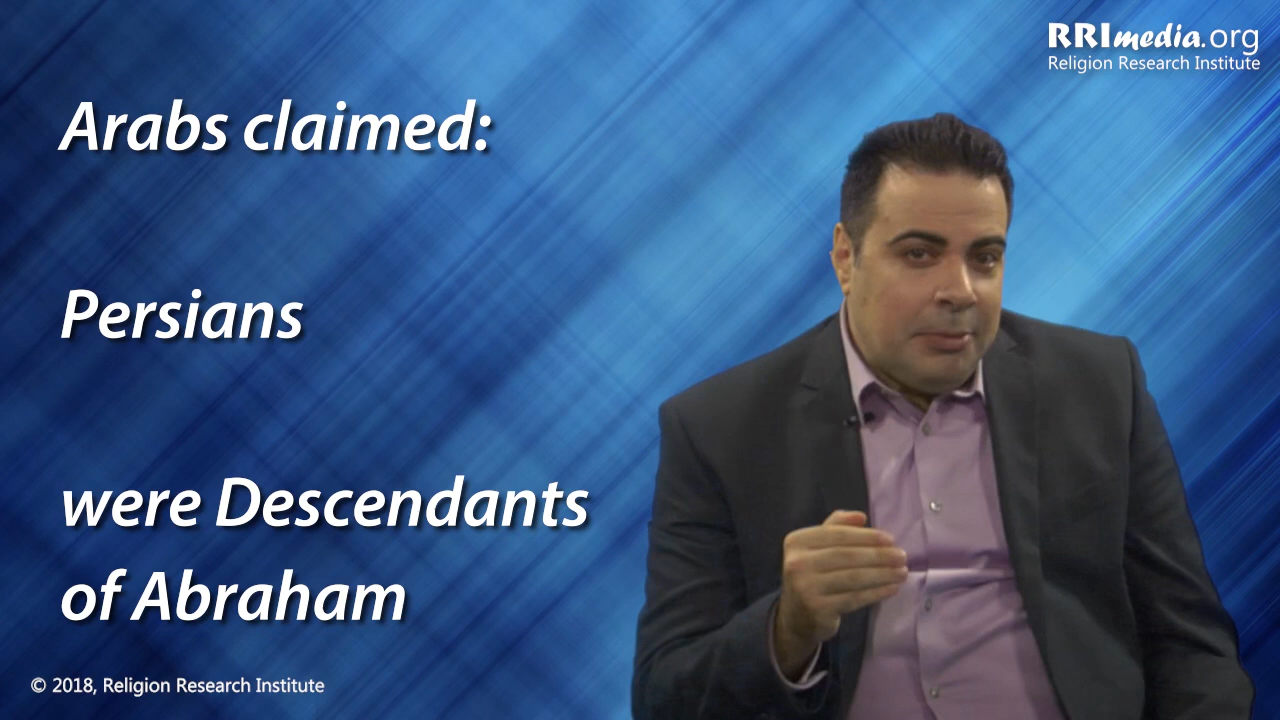 RRImedia.org
Religion Research Institute
Arabs claimed:
Persians
were Descendants
of Abraham
© 2018, Religion Research Institute